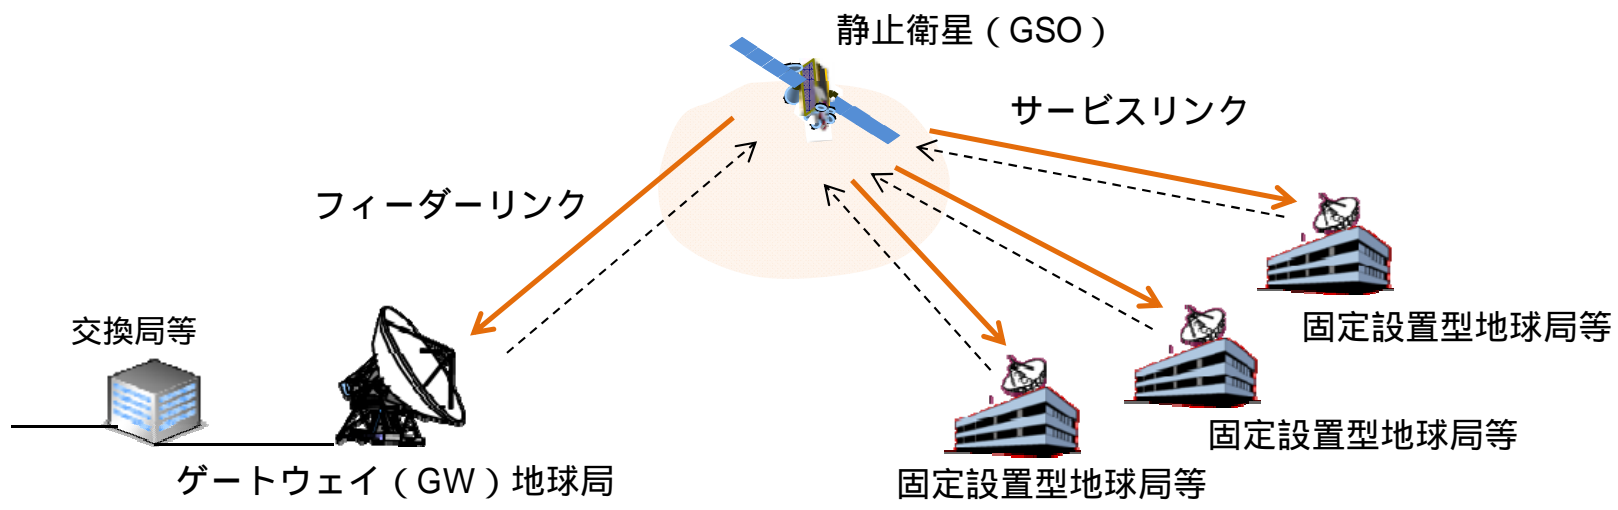 静止衛星（GSO）
サービスリンク
フィーダーリンク
交換局等
固定設置型地球局等
固定設置型地球局等
ゲートウェイ（GW）地球局
固定設置型地球局等